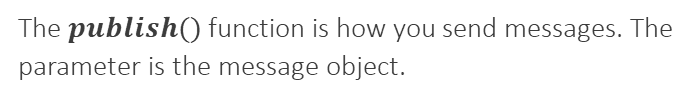 The publish() function is how you send messages. The
parameter is the message object.